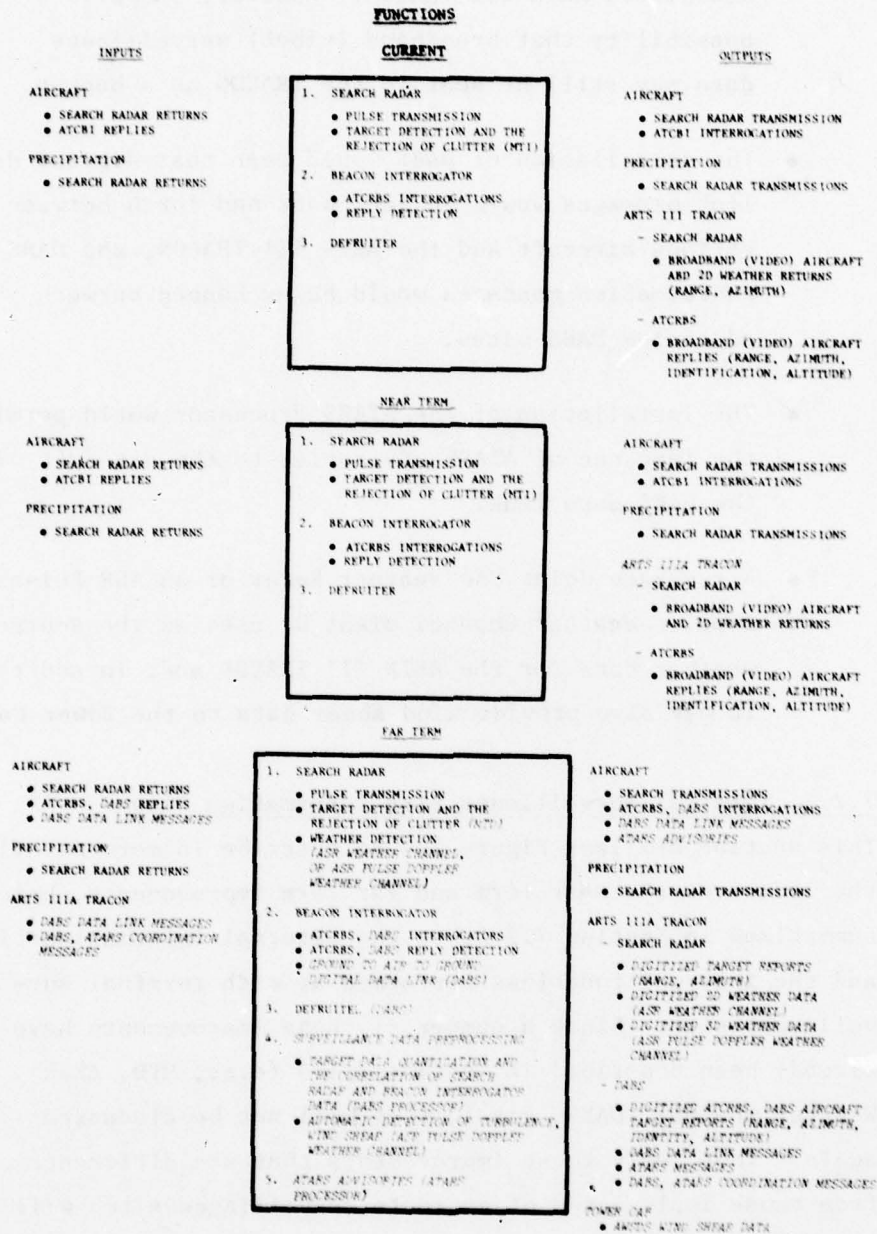 FUNCTIONS
INPUTS
CURRENT
OUTPUTS
AIRCRAFT
• SEARCH RADAR RETURNS
• ATCBI REPLIES
PRECIPITATION
• SEARCH RADAR RETURNS
1. SEARCH RADAR
• PULSE TRANSMISSION
• TARGET DETECTION AND THE
REJECTION OF CLUTTER (MTI)
2. BEACON INTERROGATOR
• ATCRBS INTERROGATIONS
• REPLY DETECTION
3. DEFRUITER
AIRCRAFT
• SEARCH RADAR TRANSMISSION
• ATCBI INTERROGATIONS
PRECIPITATION
• SEARCH RADAR TRANSMISSIONS
ARTS III TRACON
- SEARCH RADAR
• BROADBAND (VIDEO) AIRCRAFT
ABD 2D WEATHER RETURNS
(RANGE, AZIMUTH)
- ATCRBS
• BROADBAND (VIDEO) AIRCRAFT
REPLIES (RANGE, AZIMUTH,
IDENTIFICATION, ALTITUDE)
NEAR TERM
AIRCRAFT
• SEARCH RADAR RETURNS
• ATCBI REPLIES
PRECIPITATION
• SEARCH RADAR RETURNS
1. SEARCH RADAR
• PULSE TRANSMISSION
• TARGET DETECTION AND THE
REJECTION OF CLUTTER (MTI)
2. BEACON INTERROGATOR
• ATCRBS INTERROGATIONS
• REPLY DETECTION
3. DEFRUITER
AIRCRAFT
• SEARCH RADAR TRANSMISSIONS
• ATCBI INTERROGATIONS
PRECIPITATION
• SEARCH RADAR TRANSMISSIONS
ARTS IIIA TRACON
- SEARCH RADAR
• BROADBAND (VIDEO) AIRCRAFT
AND 2D WEATHER RETURNS
- ATCRBS
• BROADBAND (VIDEO) AIRCRAFT
REPLIES (RANGE, AZIMUTH,
IDENTIFICATION, ALTITUDE)
FAR TERM
AIRCRAFT
• SEARCH RADAR RETURNS
• ATCRBS, DABS REPLIES
• DABS DATA LINK MESSAGES
PRECIPITATION
• SEARCH RADAR RETURNS
ARTS IIIA TRACON
• DABS DATA LINK MESSAGES
• DABS, ATARS COORDINATION
MESSAGES
1. SEARCH RADAR
• PULSE TRANSMISSION
• TARGET DETECTION AND THE
REJECTION OF CLUTTER (MTD)
• WEATHER DETECTION
(ASR WEATHER CHANNEL,
OF ASR PULSE DOPPLER
WEATHER CHANNEL)
2. BEACON INTERROGATOR
• ATCRBS, DABS INTERROGATORS
• ATCRBS, DABS REPLY DETECTION
• GROUND TO AIR TO GROUND
DIGITAL DATA LINK (DABS)
3. DEFRUITE, (DABS)
4. SURVEILLANCE DATA PREPROCESSING
• TARGET DATA QUANTIZATION AND
THE CORRELATION OF SEARCH
RADAR AND BEACON INTERROGATOR
DATA (DABS PROCESSOR)
• AUTOMATIC DETECTION OF TURBULENCE,
WIND SHEAR (ASR PULSE DOPPLER
WEATHER CHANNEL)
5. ATARS ADVISORIES (ATARS
PROCESSOR)
AIRCRAFT
• SEARCH TRANSMISSIONS
• ATCRBS, DABS INTERROGATIONS
• DABS DATA LINK MESSAGES
• ATARS ADVISORIES
PRECIPITATION
• SEARCH RADAR TRANSMISSIONS
ARTS IIIA TRACON
- SEARCH RADAR
• DIGITIZED TARGET REPORTS
(RANGE, AZIMUTH)
• DIGITIZED 2D WEATHER DATA
(ASR WEATHER CHANNEL)
• DIGITIZED 3D WEATHER DATA
(ASR PULSE DOPPLER WEATHER
CHANNEL)
- DABS
• DIGITIZED ATCRBS, DABS AIRCRAFT
TARGET REPORTS (RANGE, AZIMUTH,
IDENTITY, ALTITUDE)
• DABS DATA LINK MESSAGES
• ATARS MESSAGES
• DABS, ATARS COORDINATION MESSAGES
TOWER CAB
• AWSDS WIND SHEAR DATA